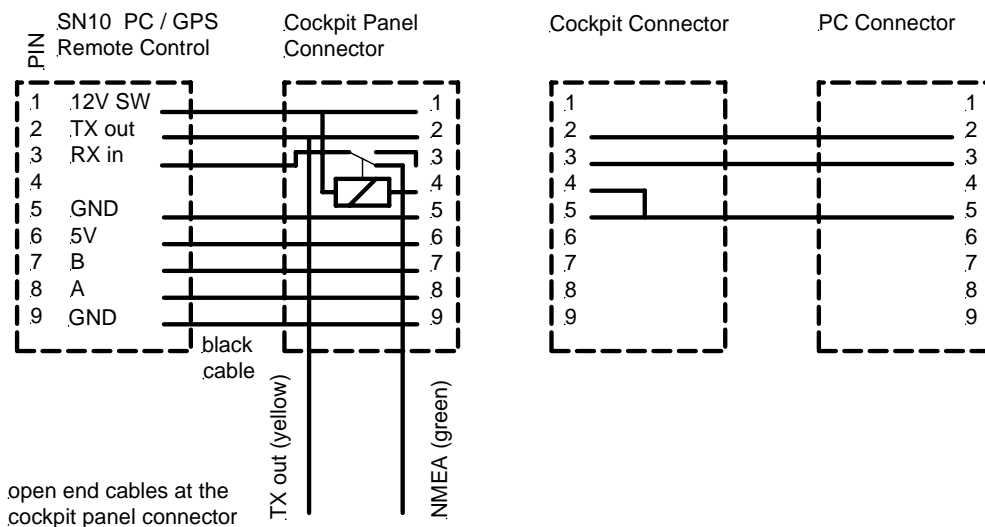 SN10 PC / GPS
Remote Control
Cockpit Panel
Connector
Cockpit Connector
PC Connector
PIN
1 12V SW
2 TX out
3 RX in
4
5 GND
6 5V
7 B
8 A
9 GND
1
2
3
4
5
6
7
8
9
1
2
3
4
5
6
7
8
9
1
2
3
4
5
6
7
8
9
black
cable
TX out (yellow)
NMEA (green)
open end cables at the
cockpit panel connector